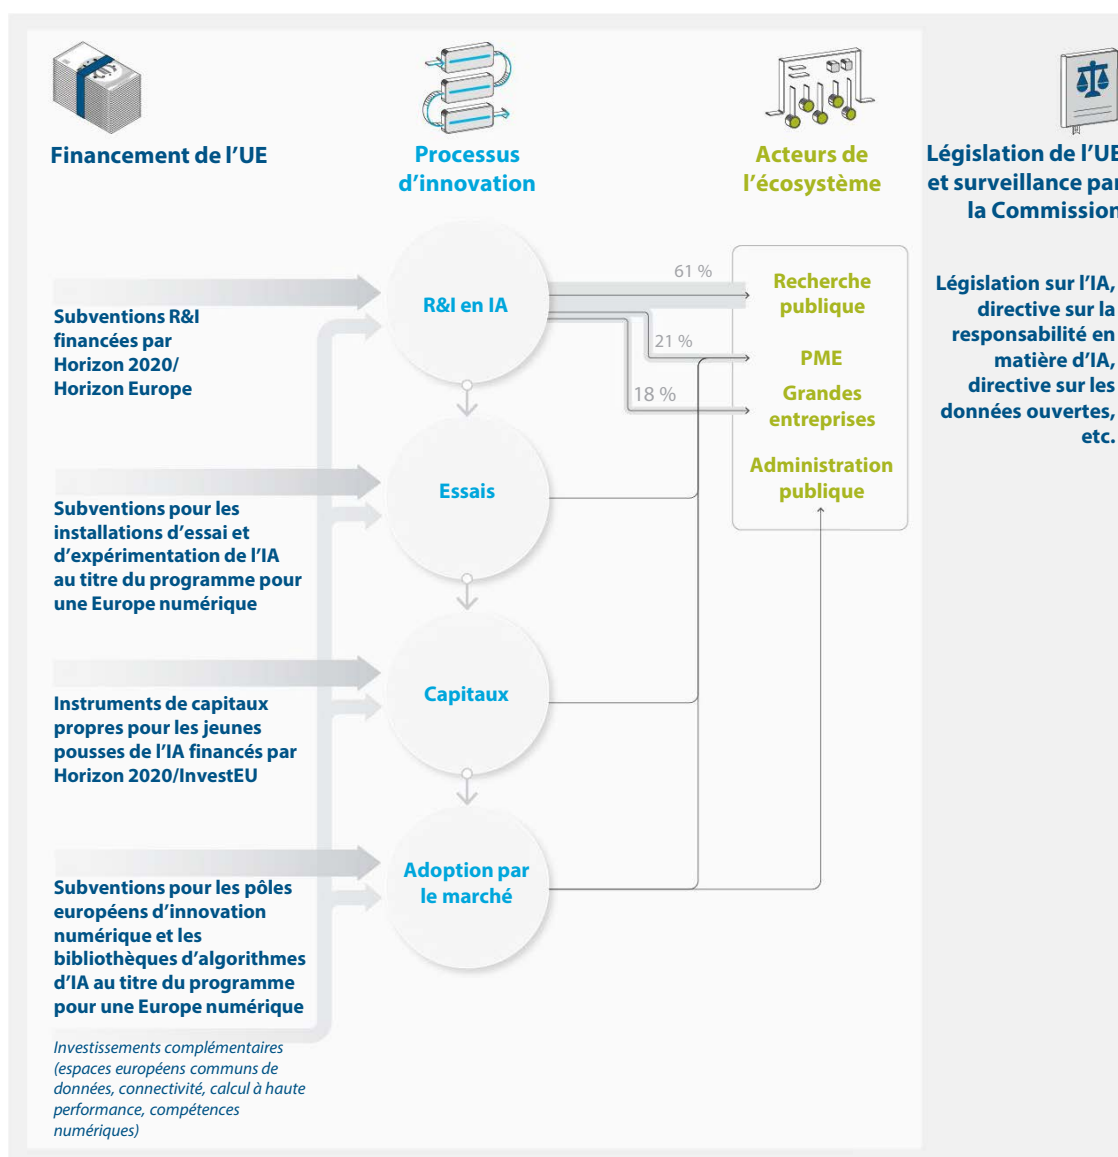 Financement de l'UE
Processus
d'innovation
Acteurs de
l'écosystème
Législation de l'UE
et surveillance par
la Commission
Subventions R&I
financées par
Horizon 2020/
Horizon Europe
R&I en IA
61 %
21 %
18 %
Recherche
publique
PME
Grandes
entreprises
Administration
publique
Législation sur l'IA,
directive sur la
responsabilité en
matière d'IA,
directive sur les
données ouvertes,
etc.
Subventions pour les
installations d'essai et
d'expérimentation de l'IA
au titre du programme pour
une Europe numérique
Essais
Instruments de capitaux
propres pour les jeunes
pousses de l'IA financés par
Horizon 2020/InvestEU
Capitaux
Subventions pour les pôles
européens d'innovation
numérique et les
bibliothèques d'algorithmes
d'IA au titre du programme
pour une Europe numérique
Adoption par
le marché
Investissements complémentaires
(espaces européens communs de
données, connectivité, calcul à haute
performance, compétences
numériques)